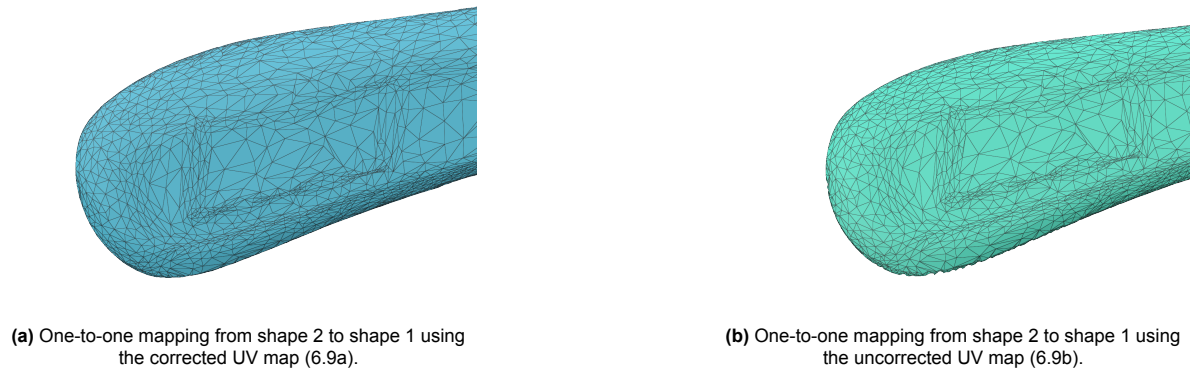 (a) One-to-one mapping from shape 2 to shape 1 using
the corrected UV map (6.9a).
(b) One-to-one mapping from shape 2 to shape 1 using
the uncorrected UV map (6.9b).